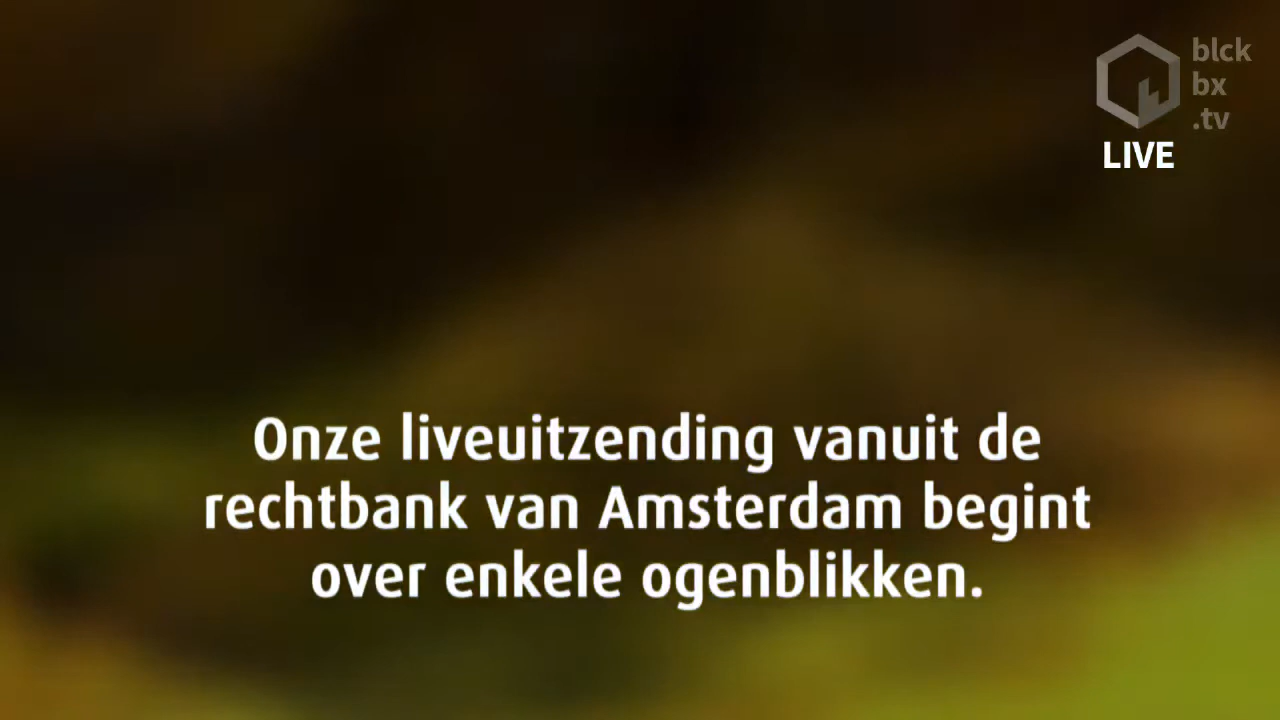 blck
bx
.tv
LIVE
Onze liveuitzending vanuit de
rechtbank van Amsterdam begint
over enkele ogenblikken.